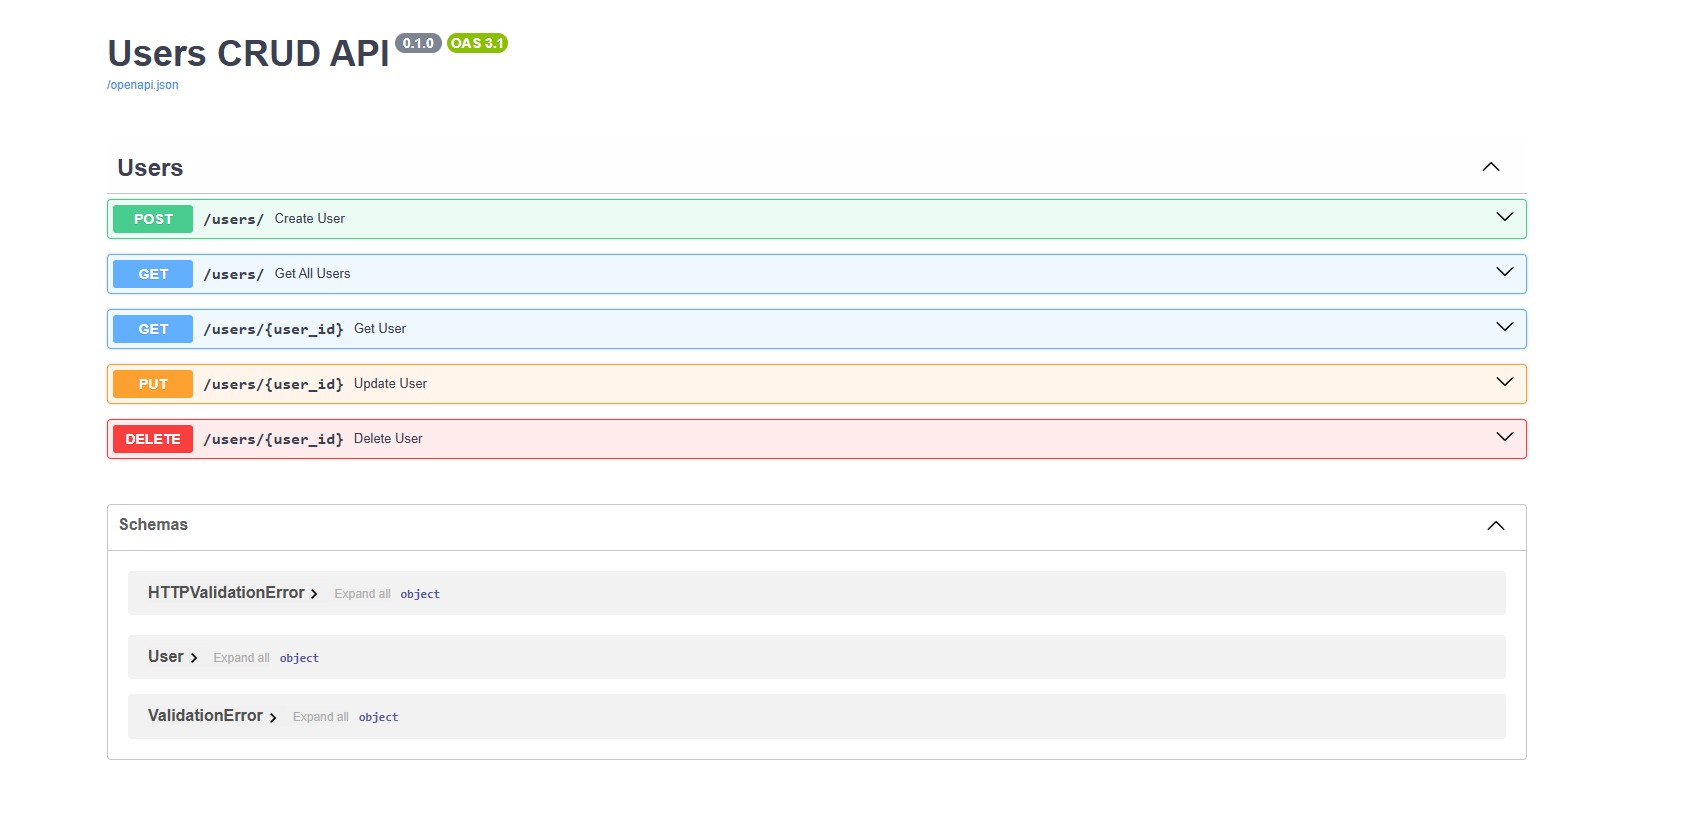 Users CRUD API 0.1.0 OAS 3.1
/openapi.json
Users
POST /users/ Create User
GET /users/ Get All Users
GET /users/{user_id} Get User
PUT /users/{user_id} Update User
DELETE /users/{user_id} Delete User
Schemas
HTTPValidationError Expand all object
User Expand all object
ValidationError Expand all object